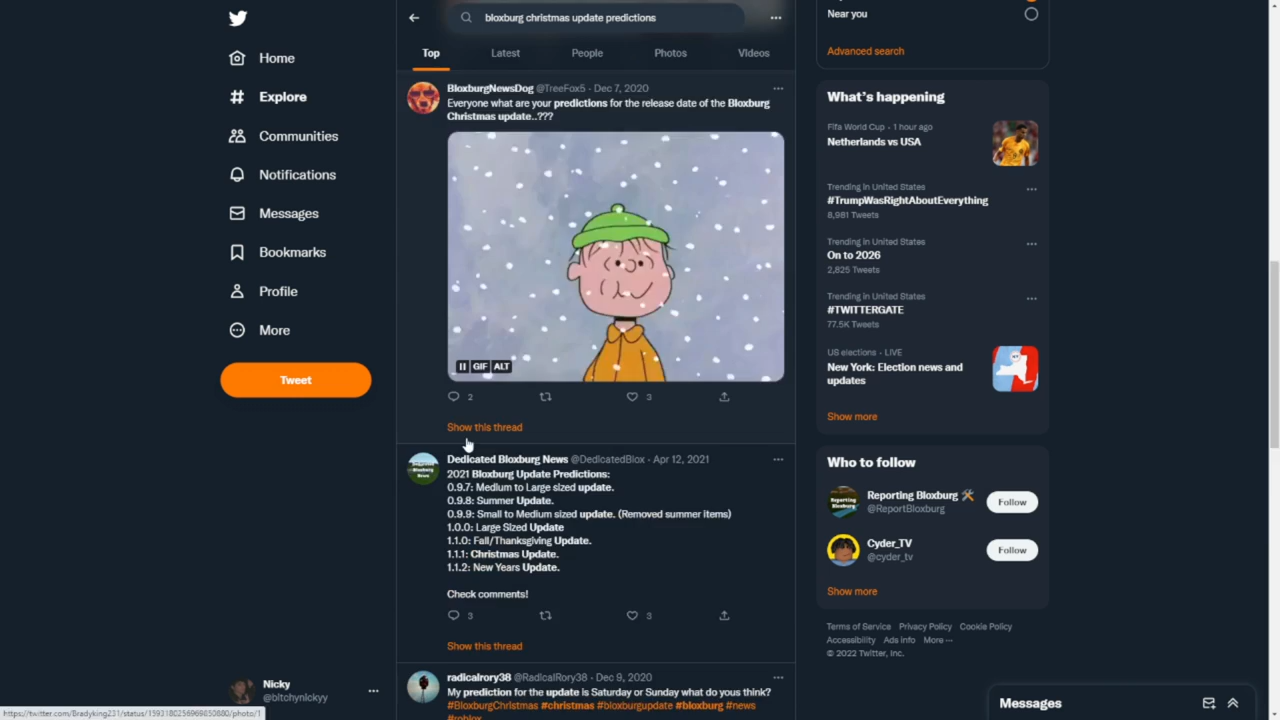 bloxburg christmas update predictions
Top
Latest
People
Photos
Videos
Home
Explore
Communities
Notifications
Messages
Bookmarks
Profile
More
Tweet
Nicky
@bitchynickyy
BloxburgNewsDog @TreeFox5 · Dec 7, 2020
Everyone what are your predictions for the release date of the Bloxburg
Christmas update..???
GIF
ALT
2
3
Show this thread
Dedicated Bloxburg News @DedicatedBlox · Apr 12, 2021
2021 Bloxburg Update Predictions:
0.9.7: Medium to Large sized update.
0.9.8: Summer Update.
0.9.9: Small to Medium sized update. (Removed summer items)
1.0.0: Large Sized Update
1.1.0: Fall/Thanksgiving Update.
1.1.1: Christmas Update.
1.1.2: New Years Update.
Check comments!
3
3
Show this thread
radicalrory38 @RadicalRory38 · Dec 9, 2020
My prediction for the update is Saturday or Sunday what do yous think?
#BloxburgChristmas #christmas #bloxburgupdate #bloxburg #news
#roblox
Near you
Advanced search
What's happening
Fifa World Cup · 1 hour ago
Netherlands vs USA
Trending in United States
#TrumpWasRightAboutEverything
8,981 Tweets
Trending in United States
On to 2026
2,825 Tweets
Trending in United States
#TWITTERGATE
77.5K Tweets
US elections · LIVE
New York: Election news and
updates
Show more
Who to follow
Reporting Bloxburg
@ReportBloxburg
Follow
Cyder_TV
@cyder_tv
Follow
Show more
Terms of Service Privacy Policy Cookie Policy
Accessibility Ads info More ···
© 2022 Twitter, Inc.
Messages